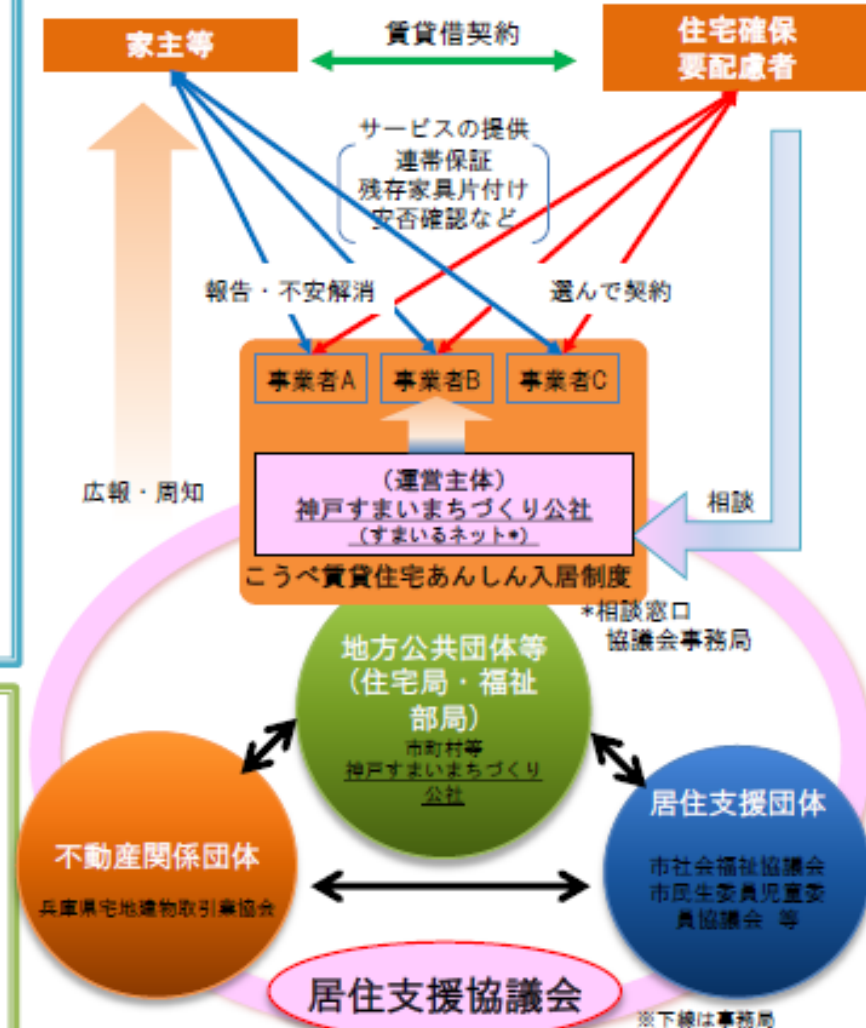 家主等
賃貸借契約
住宅確保
要配慮者
サービスの提供
連帯保証
残存家具片付け
安否確認など
報告・不安解消
選んで契約
事業者A
事業者B
事業者C
(運営主体)
神戸すまいまちづくり公社
(すまいるネット*)
こうべ賃貸住宅あんしん入居制度
広報・周知
相談
*相談窓口
協議会事務局
地方公共団体等
(住宅局・福祉
部局)
市町村等
神戸すまいまちづくり
公社
不動産関係団体
兵庫県宅地建物取引業協会
居住支援団体
市社会福祉協議会
市民生委員児童委
員協議会 等
居住支援協議会
※下線は事務局